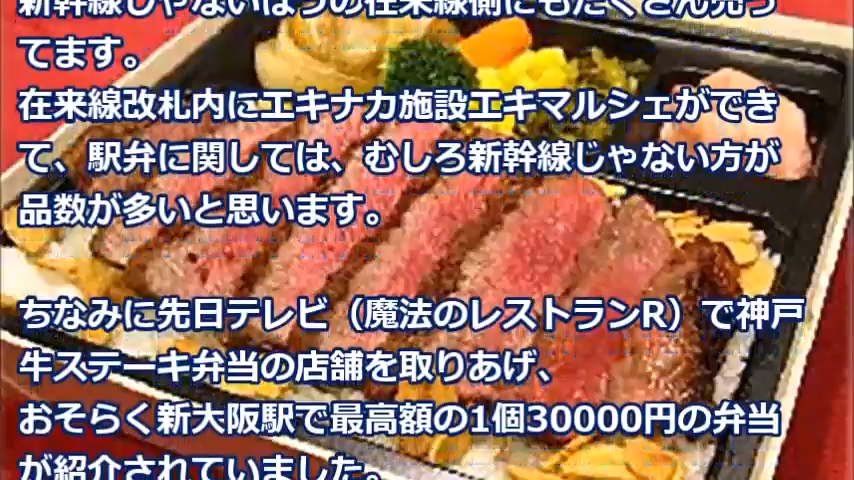 新幹線じゃないほうの在来線側にもたくさん売っ
てます。
在来線改札内にエキナカ施設エキマルシェができ
て、駅弁に関しては、むしろ新幹線じゃない方が
品数が多いと思います。
ちなみに先日テレビ（魔法のレストランR）で神戸
牛ステーキ弁当の店舗を取りあげ、
おそらく新大阪駅で最高額の1個30000円の弁当
が紹介されていました。